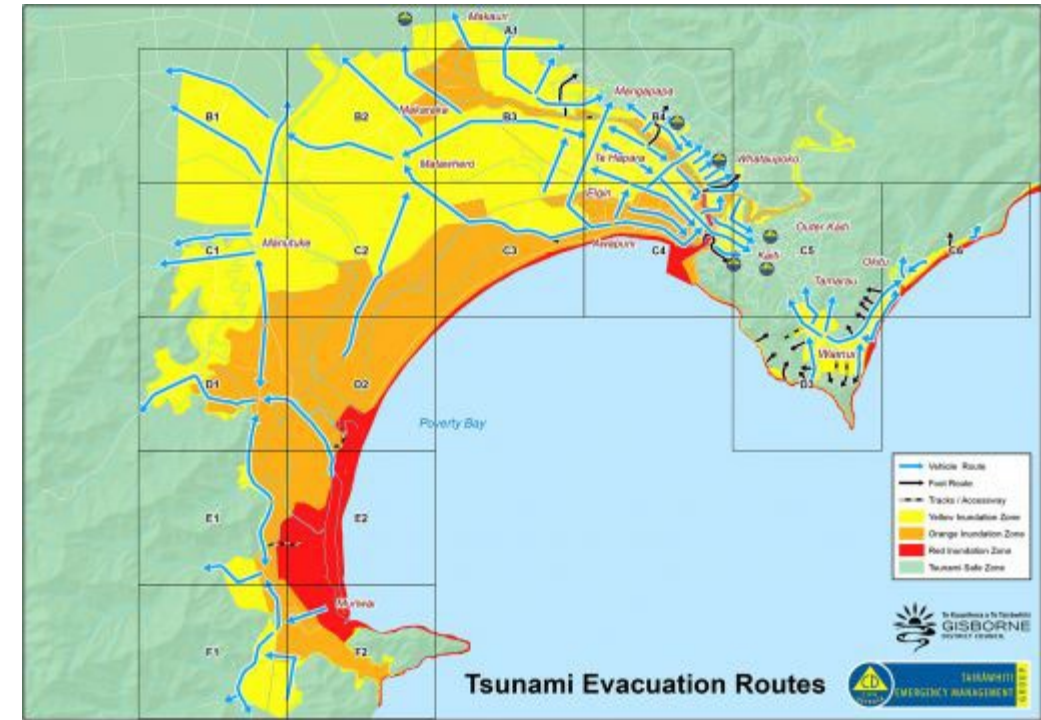 Makauri
A1
B1
B2
Makaraka
B3
Mangapapa
B4
Matawhero
Te Hapara
Whataupoko
Elgin
C1
Manutuke
C2
C3
Awapuni
C4
Kaiti
Outer Kaiti
C5
Tamarau
Okitu
C6
D1
D2
Wainui
D3
Poverty Bay
E1
E2
Muriwai
F1
F2
Vehicle Route
Foot Route
Tracks / Accessway
Yellow Inundation Zone
Orange Inundation Zone
Red Inundation Zone
Tsunami Safe Zone
GISBORNE
DISTRICT COUNCIL
Tsunami Evacuation Routes
CD
TAIRĀWHITI
EMERGENCY MANAGEMENT
GROUP